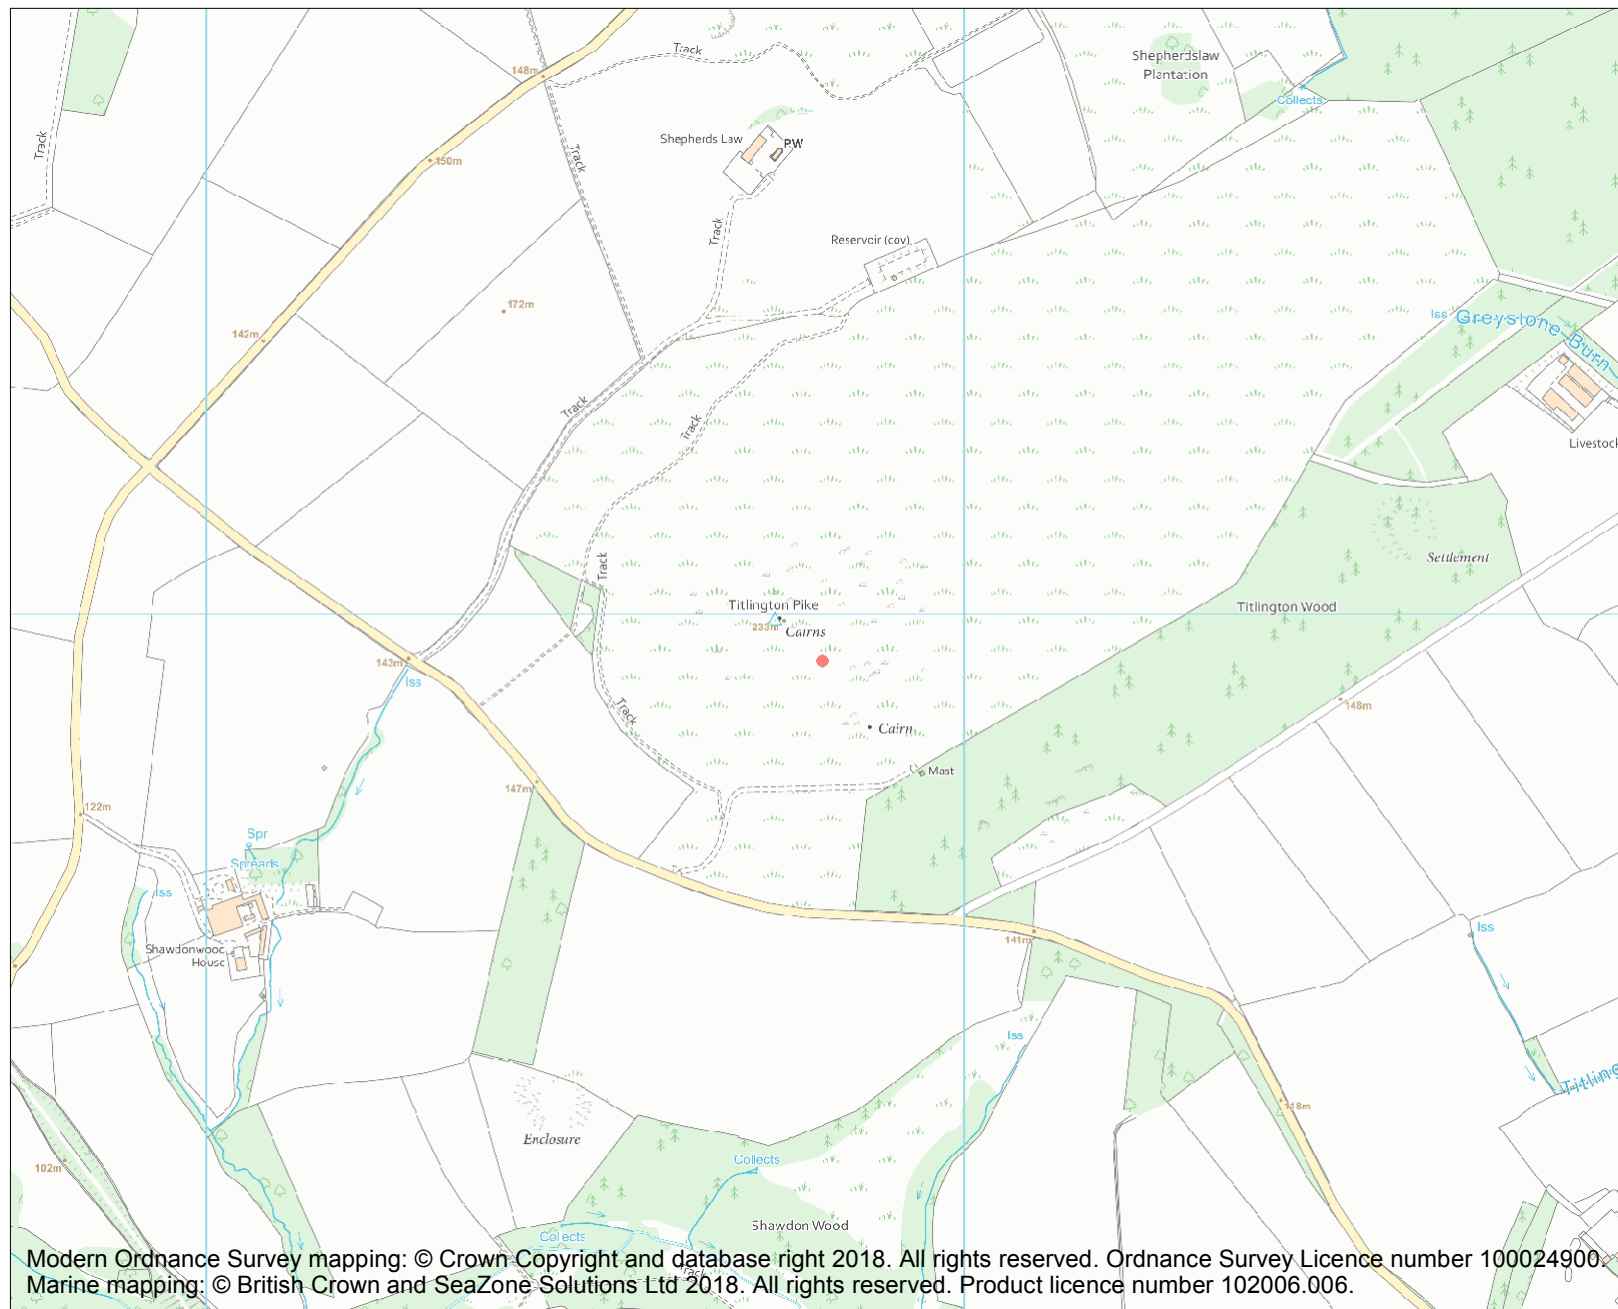 Track
148m
Shepherdslaw
Plantation
Collects
Track
Track
150m
Shepherds Law
PW
Track
Reservoir (cov)
172m
142m
Iss
Greystone Burn
Track
Track
Livestock
Track
Settlement
Titlington Pike
233m
Cairns
Titlington Wood
143m
Iss
Track
148m
Cairn
Mast
147m
122m
Spr
Spreads
Iss
Shawdonwood
House
141m
Iss
Iss
Titling
118m
Enclosure
102m
Collects
Shawdon Wood
Collects
Track
Modern Ordnance Survey mapping: © Crown Copyright and database right 2018. All rights reserved. Ordnance Survey Licence number 100024900.
Marine mapping: © British Crown and SeaZone Solutions Ltd 2018. All rights reserved. Product licence number 102006.006.